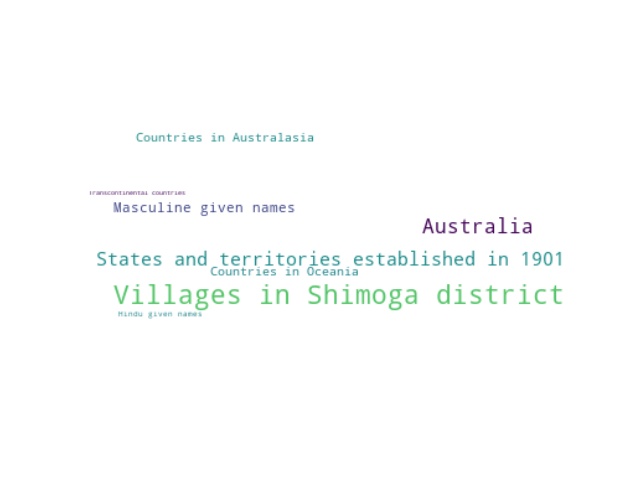 Countries in Australasia
Transcontinental countries
Masculine given names
Australia
States and territories established in 1901
Countries in Oceania
Villages in Shimoga district
Hindu given names